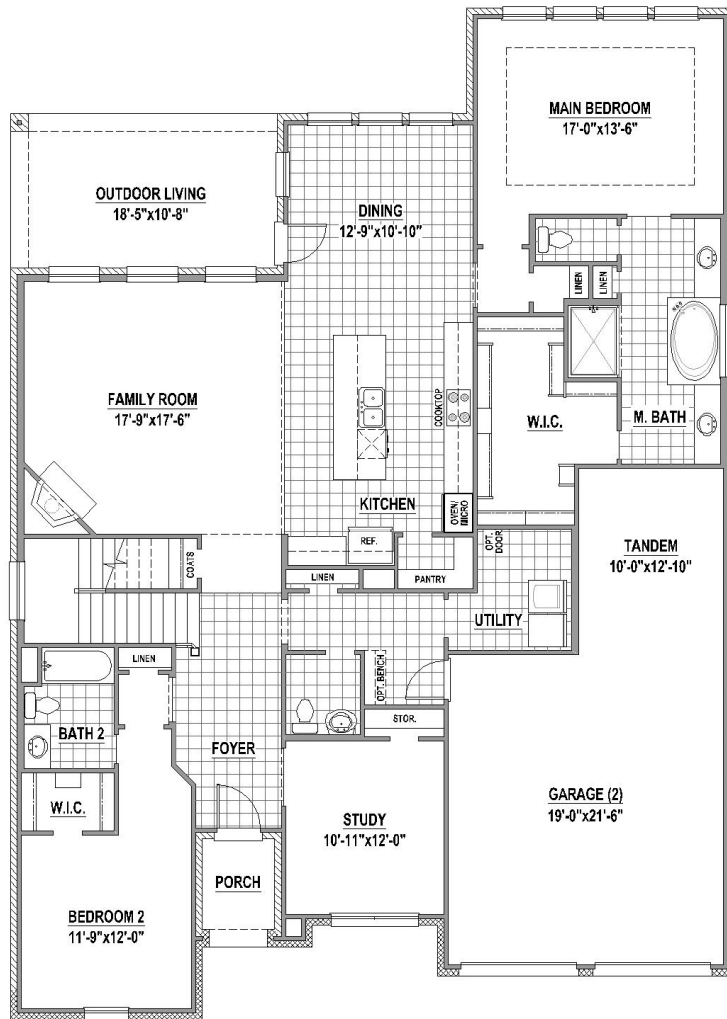 MAIN BEDROOM
17'-0"x13'-6"
OUTDOOR LIVING
18'-5"x10'-8"
DINING
12'-9"x10'-10"
LINEN
LINEN
FAMILY ROOM
17'-9"x17'-6"
COOKTOP
W.I.C.
M. BATH
KITCHEN
OVEN/
MICRO
REF.
OPT.
DOOR
TANDEM
10'-0"x12'-10"
COATS
LINEN
PANTRY
UTILITY
LINEN
OPT. BENCH
BATH 2
STOR.
FOYER
W.I.C.
GARAGE (2)
19'-0"x21'-6"
STUDY
10'-11"x12'-0"
PORCH
BEDROOM 2
11'-9"x12'-0"